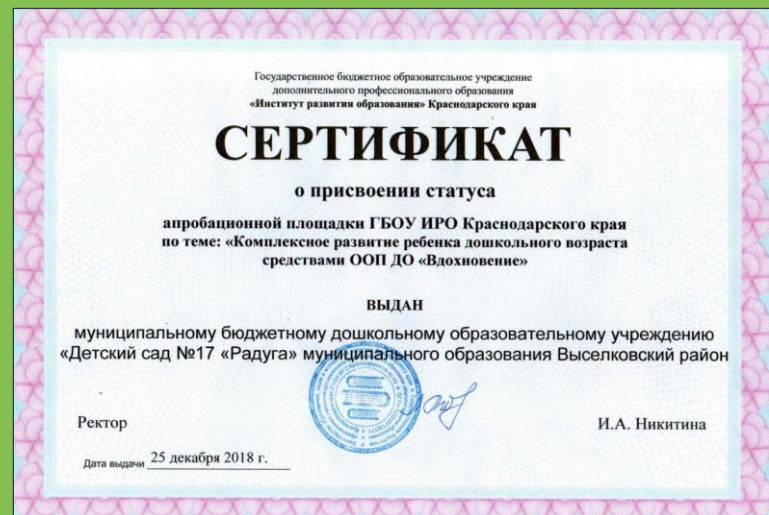 Государственное бюджетное образовательное учреждение
дополнительного профессионального образования
«Институт развития образования» Краснодарского края
СЕРТИФИКАТ
о присвоении статуса
апробационной площадки ГБОУ ИРО Краснодарского края
по теме: «Комплексное развитие ребенка дошкольного возраста
средствами ООП ДО «Вдохновение»
ВЫДАН
муниципальному бюджетному дошкольному образовательному учреждению
«Детский сад №17 «Радуга» муниципального образования Выселковский район
Ректор
И.А. Никитина
Дата выдачи 25 декабря 2018 г.